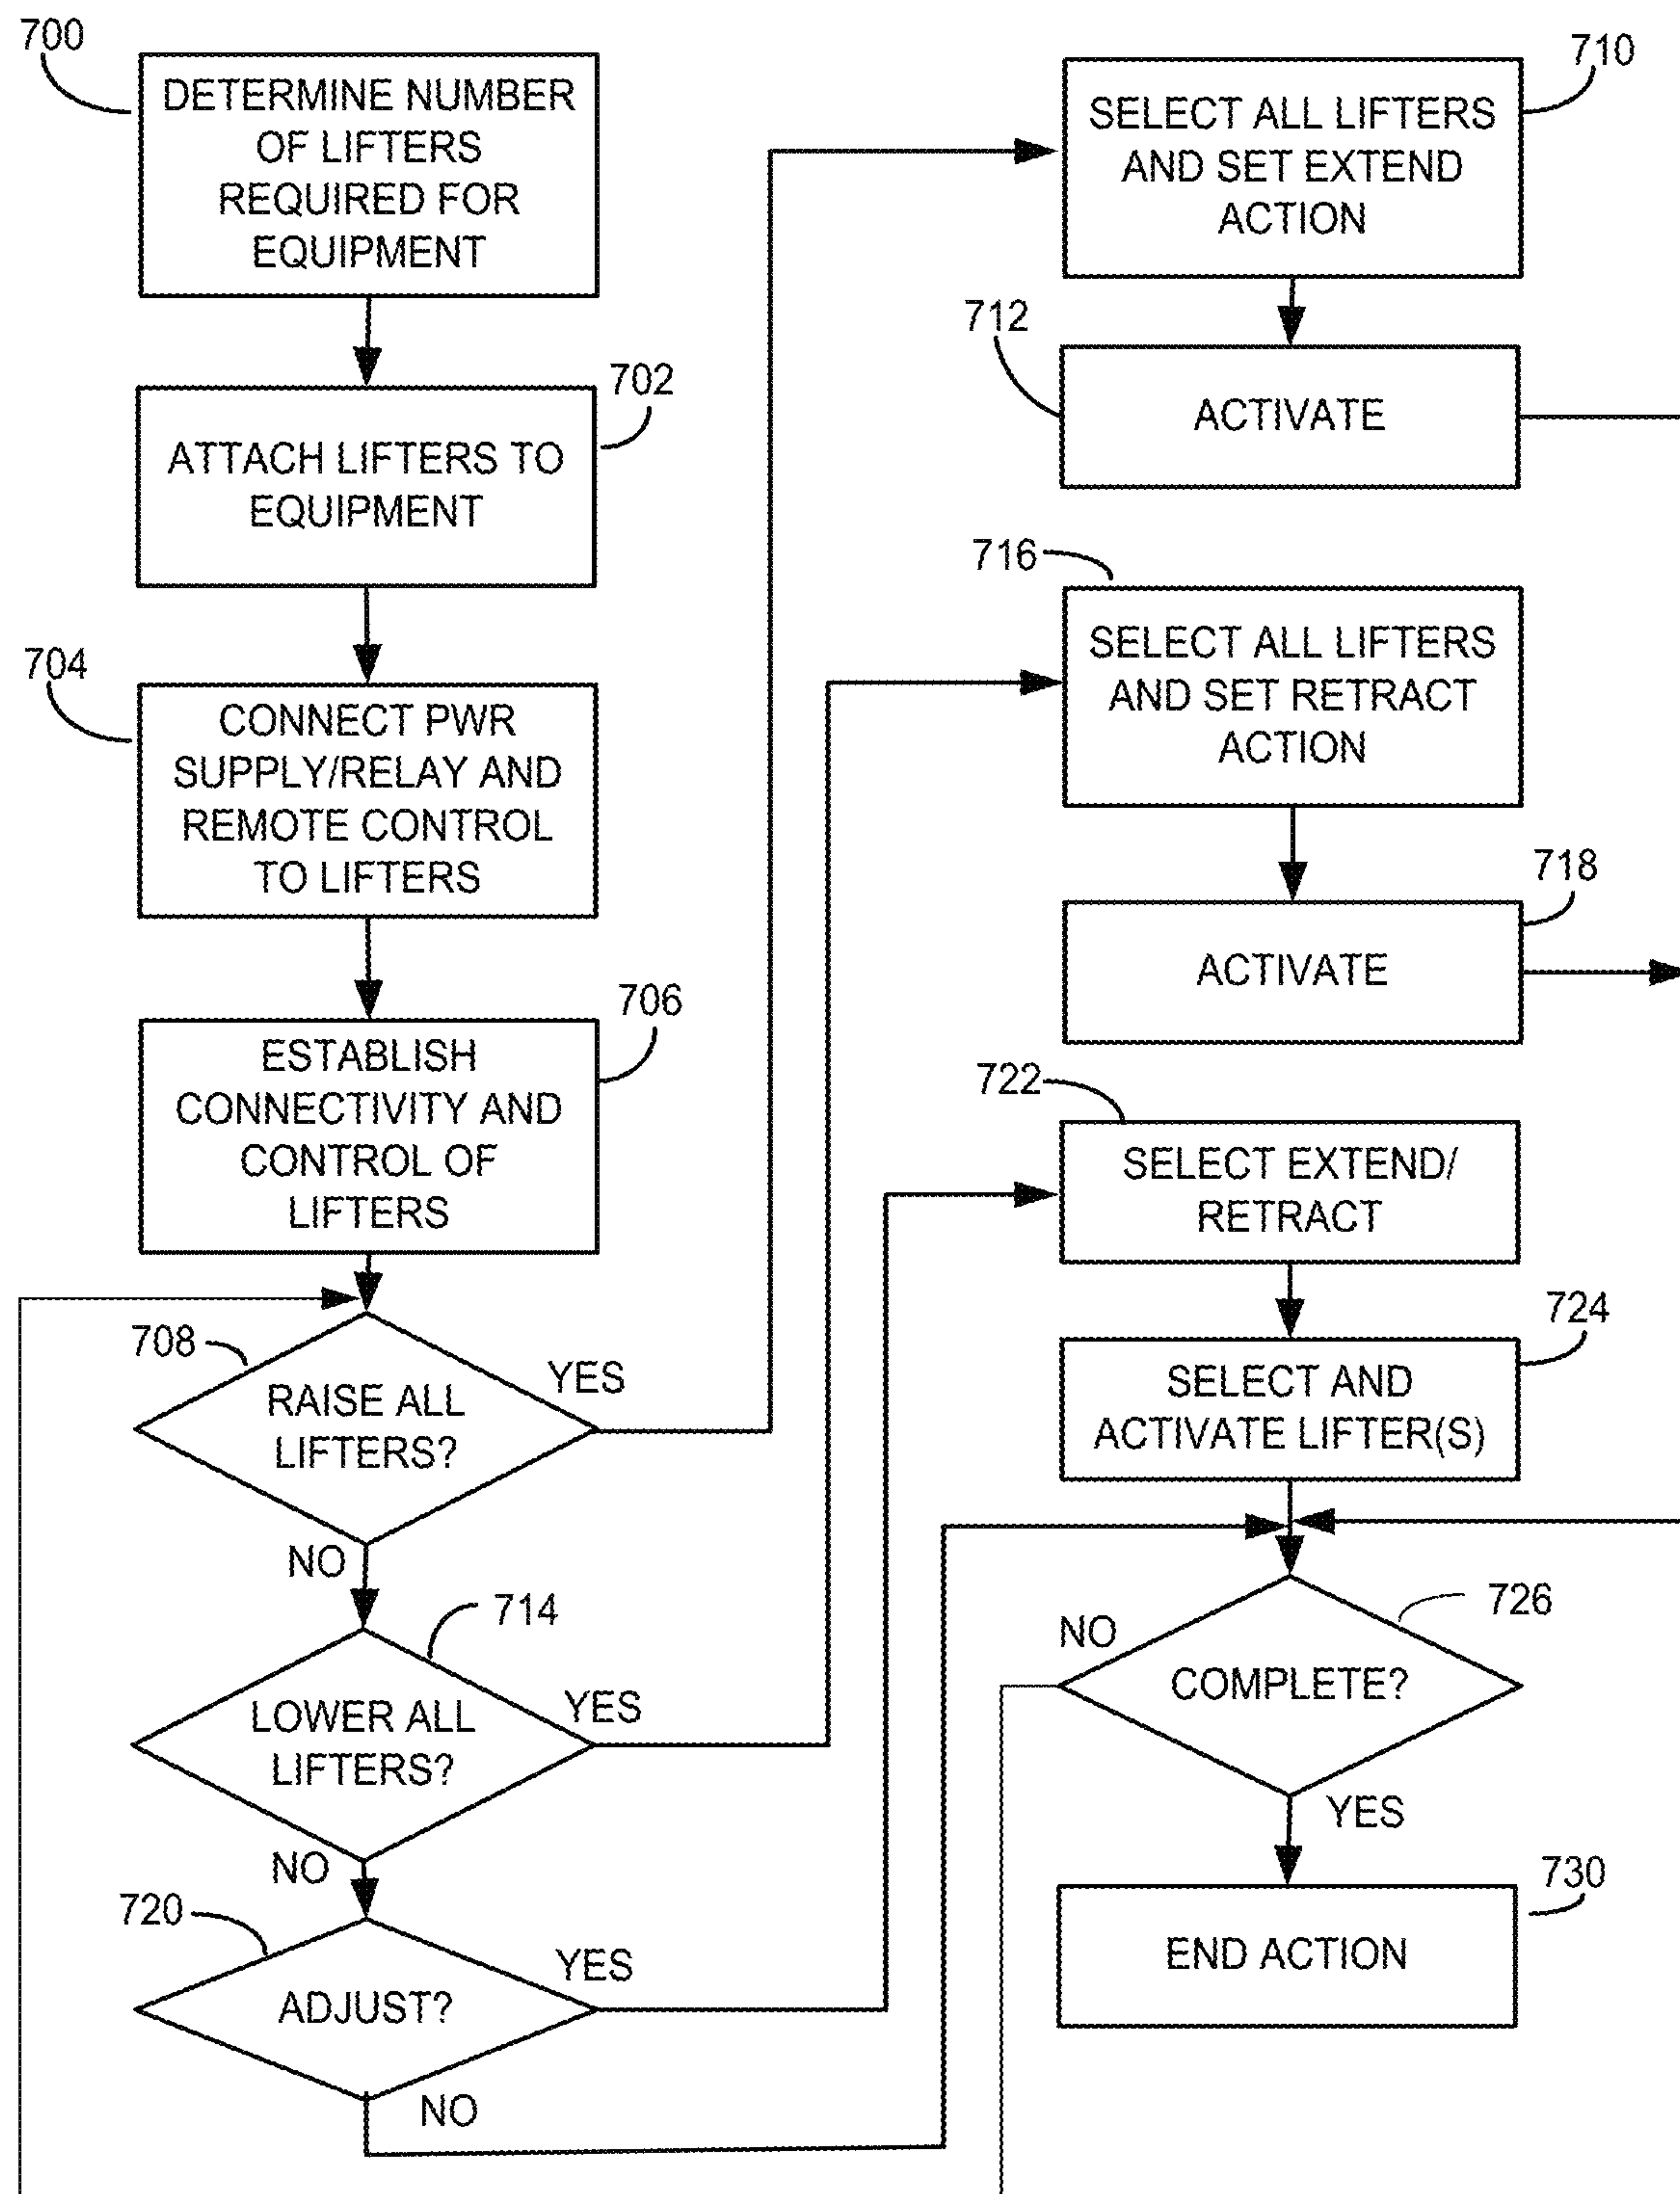 700
DETERMINE NUMBER
OF LIFTERS
REQUIRED FOR
EQUIPMENT
702
ATTACH LIFTERS TO
EQUIPMENT
704
CONNECT PWR
SUPPLY/RELAY AND
REMOTE CONTROL
TO LIFTERS
706
ESTABLISH
CONNECTIVITY AND
CONTROL OF
LIFTERS
708
RAISE ALL
LIFTERS?
YES
NO
714
LOWER ALL
LIFTERS?
YES
NO
720
ADJUST?
YES
NO
710
SELECT ALL LIFTERS
AND SET EXTEND
ACTION
712
ACTIVATE
716
SELECT ALL LIFTERS
AND SET RETRACT
ACTION
718
ACTIVATE
722
SELECT EXTEND/
RETRACT
724
SELECT AND
ACTIVATE LIFTER(S)
726
NO
COMPLETE?
YES
730
END ACTION